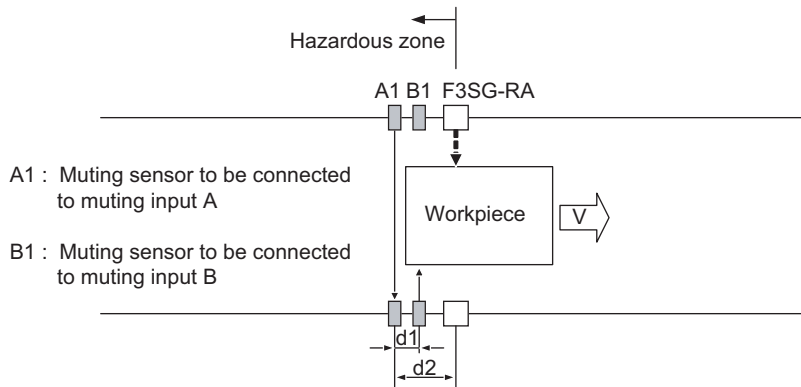 Hazardous zone
A1 B1 F3SG-RA
A1 : Muting sensor to be connected
to muting input A
Workpiece
V
B1 : Muting sensor to be connected
to muting input B
d1
d2